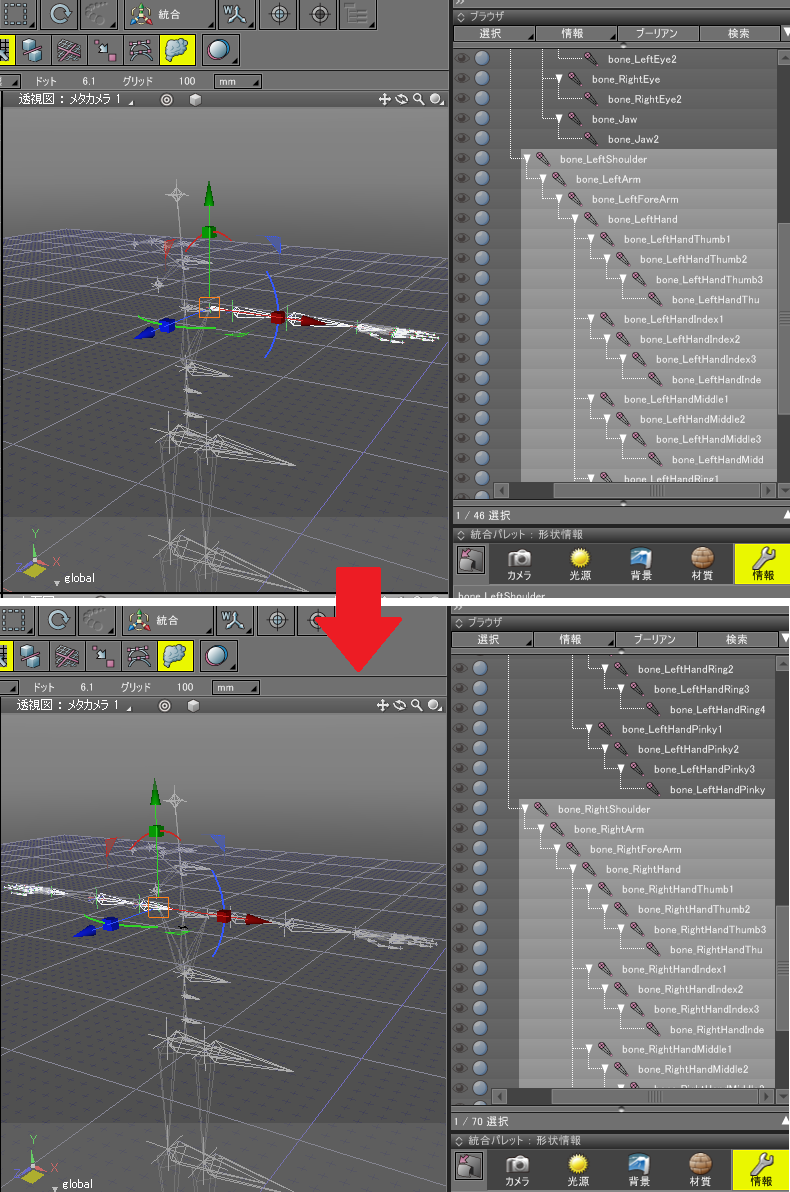 統合
ドット 6.1 グリッド 100 mm
透視図 : メタカメラ 1
Y
X
global
ブラウザ
選択 情報 ブーリアン 検索
bone_LeftEye2
bone_RightEye
bone_RightEye2
bone_Jaw
bone_Jaw2
bone_LeftShoulder
bone_LeftArm
bone_LeftForeArm
bone_LeftHand
bone_LeftHandThumb1
bone_LeftHandThumb2
bone_LeftHandThumb3
bone_LeftHandThu
bone_LeftHandIndex1
bone_LeftHandIndex2
bone_LeftHandIndex3
bone_LeftHandInde
bone_LeftHandMiddle1
bone_LeftHandMiddle2
bone_LeftHandMiddle3
bone_LeftHandMidd
bone_LeftHandRing1
1 / 46 選択
統合パレット : 形状情報
カメラ 光源 背景 材質 情報
bone_LeftShoulder
統合
ドット 6.1 グリッド 100 mm
透視図 : メタカメラ 1
Y
X
global
ブラウザ
選択 情報 ブーリアン 検索
bone_LeftHandRing2
bone_LeftHandRing3
bone_LeftHandRing4
bone_LeftHandPinky1
bone_LeftHandPinky2
bone_LeftHandPinky3
bone_LeftHandPinky
bone_RightShoulder
bone_RightArm
bone_RightForeArm
bone_RightHand
bone_RightHandThumb1
bone_RightHandThumb2
bone_RightHandThumb3
bone_RightHandThu
bone_RightHandIndex1
bone_RightHandIndex2
bone_RightHandIndex3
bone_RightHandInde
bone_RightHandMiddle1
bone_RightHandMiddle2
1 / 70 選択
統合パレット : 形状情報
カメラ 光源 背景 材質 情報